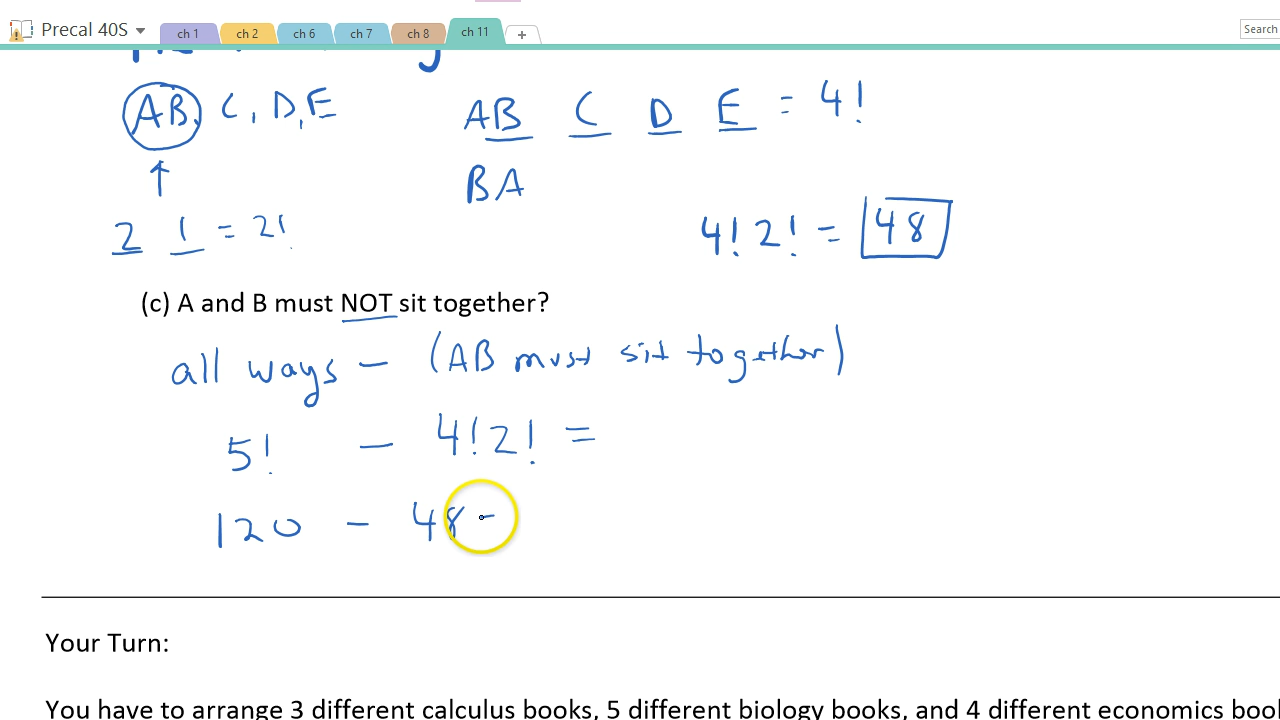 Precal 40S ch 1 ch 2 ch 6 ch 7 ch 8 ch 11 + Search
AB, C, D, E AB C D E = 4!
BA
2 1 = 2! 4! 2! = 48
(c) A and B must NOT sit together?
all ways - (AB must sit together)
5! - 4! 2! =
120 - 48 -
Your Turn:
You have to arrange 3 different calculus books, 5 different biology books, and 4 different economics boo